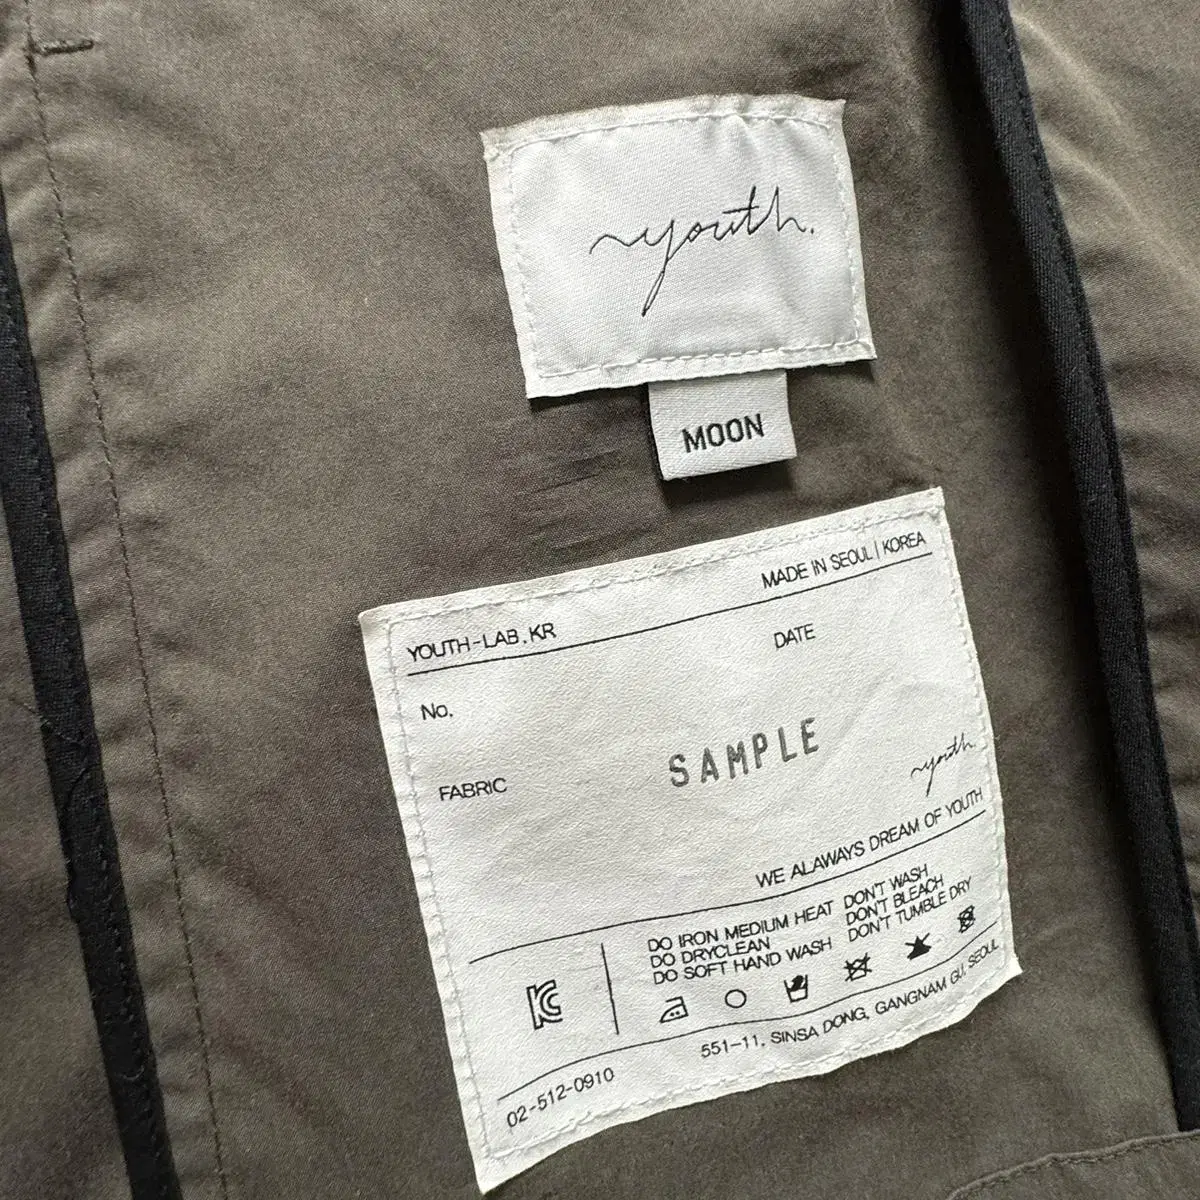 youth.
MOON
MADE IN SEOUL | KOREA
YOUTH-LAB.KR
DATE
No.
SAMPLE
FABRIC
youth.
WE ALAWAYS DREAM OF YOUTH
DO IRON MEDIUM HEAT DON'T WASH
DO DRYCLEAN DON'T BLEACH
DO SOFT HAND WASH DON'T TUMBLE DRY
KC
551-11, SINSA DONG, GANGNAM GU, SEOUL
02-512-0910